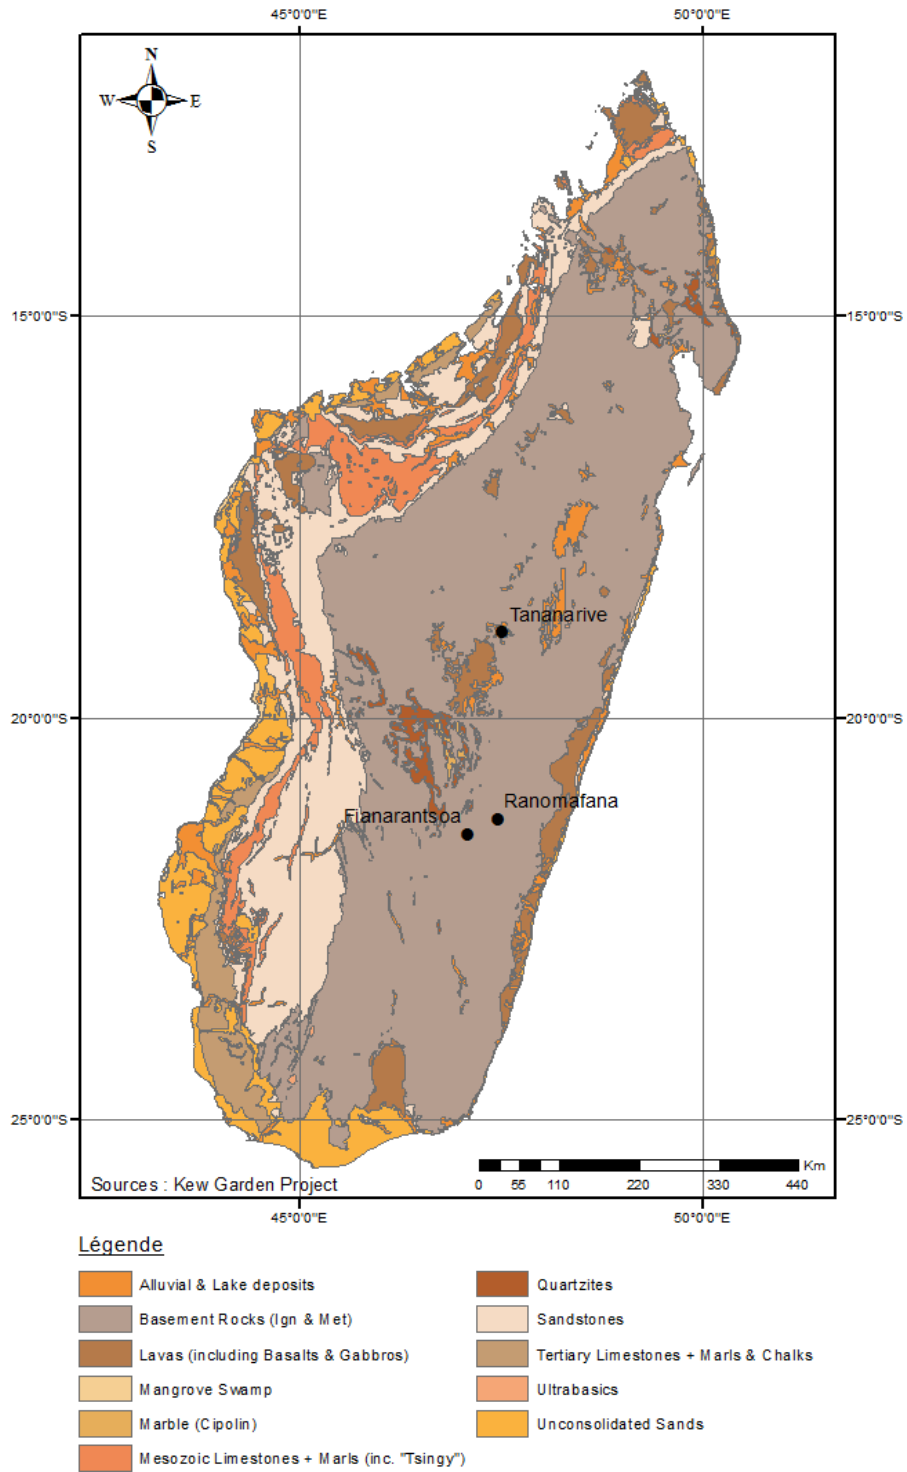 45°0'0"E 50°0'0"E
N
W E
S
15°0'0"S 15°0'0"S
Tananarive
20°0'0"S 20°0'0"S
Ranomafana
Fianarantsoa
25°0'0"S 25°0'0"S
Km
Sources : Kew Garden Project
0 55 110 220 330 440
45°0'0"E 50°0'0"E
Légende
Alluvial & Lake deposits
Quartzites
Basement Rocks (Ign & Met)
Sandstones
Lavas (including Basalts & Gabbros)
Tertiary Limestones + Marls & Chalks
Mangrove Swamp
Ultrabasics
Marble (Cipolin)
Unconsolidated Sands
Mesozoic Limestones + Marls (inc. "Tsingy")